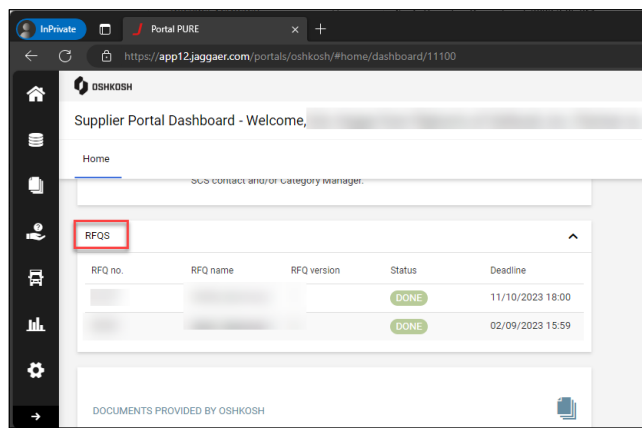 InPrivate
Portal PURE
https://app12.jaggaer.com/portals/oshkosh/#home/dashboard/11100
OSHKOSH
Supplier Portal Dashboard - Welcome,
Home
SCS contact and/or Category Manager.
RFQS
RFQ no. RFQ name RFQ version Status Deadline
DONE 11/10/2023 18:00
DONE 02/09/2023 15:59
DOCUMENTS PROVIDED BY OSHKOSH